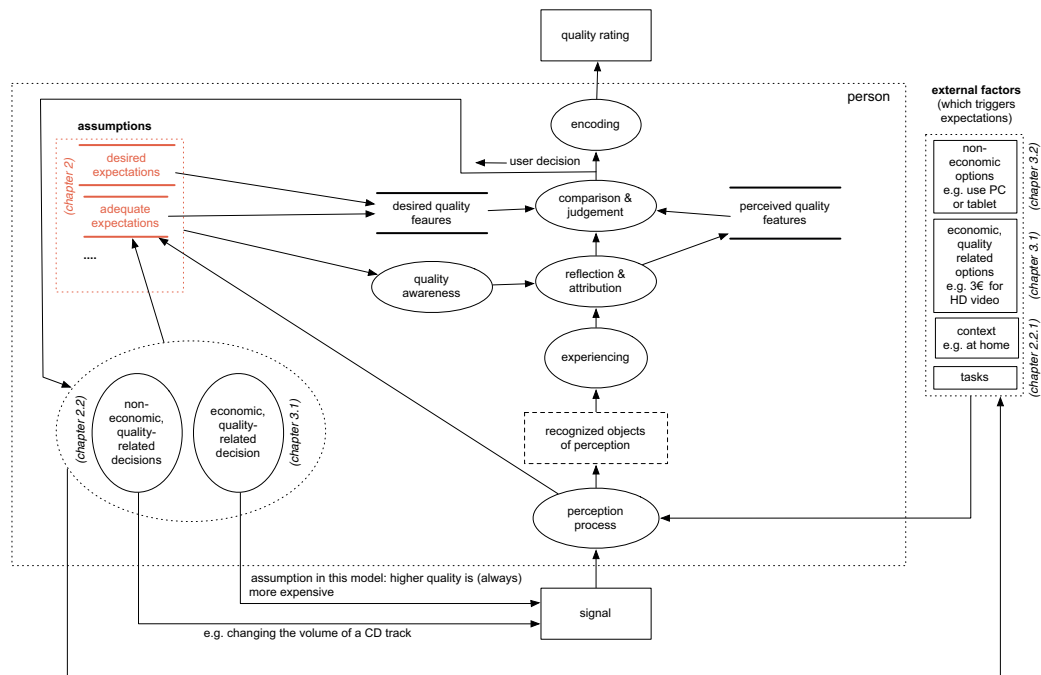 quality rating
person
external factors
(which triggers
expectations)
encoding
assumptions
user decision
(chapter 2)
desired
expectations
adequate
expectations
....
desired quality
feaures
comparison &
judgement
perceived quality
features
non-
economic
options
e.g. use PC
or tablet
(chapter 3.2)
economic,
quality
related
options
e.g. 3€ for
HD video
(chapter 3.1)
quality
awareness
reflection &
attribution
context
e.g. at home
(chapter 2.2.1)
tasks
experiencing
(chapter 2.2)
non-
economic,
quality-
related
decisions
economic,
quality-
related
decision
(chapter 3.1)
recognized objects
of perception
perception
process
assumption in this model: higher quality is (always)
more expensive
signal
e.g. changing the volume of a CD track